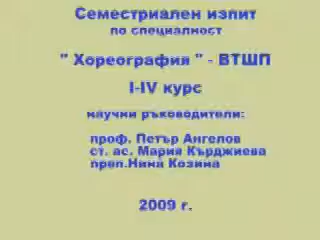 Семестриален изпит
по специалност
" Хореография " - ВТШП
I-IV курс
научни ръководители:
проф. Петър Ангелов
ст. ас. Мария Кърджиева
преп.Нина Козина
2009 г.